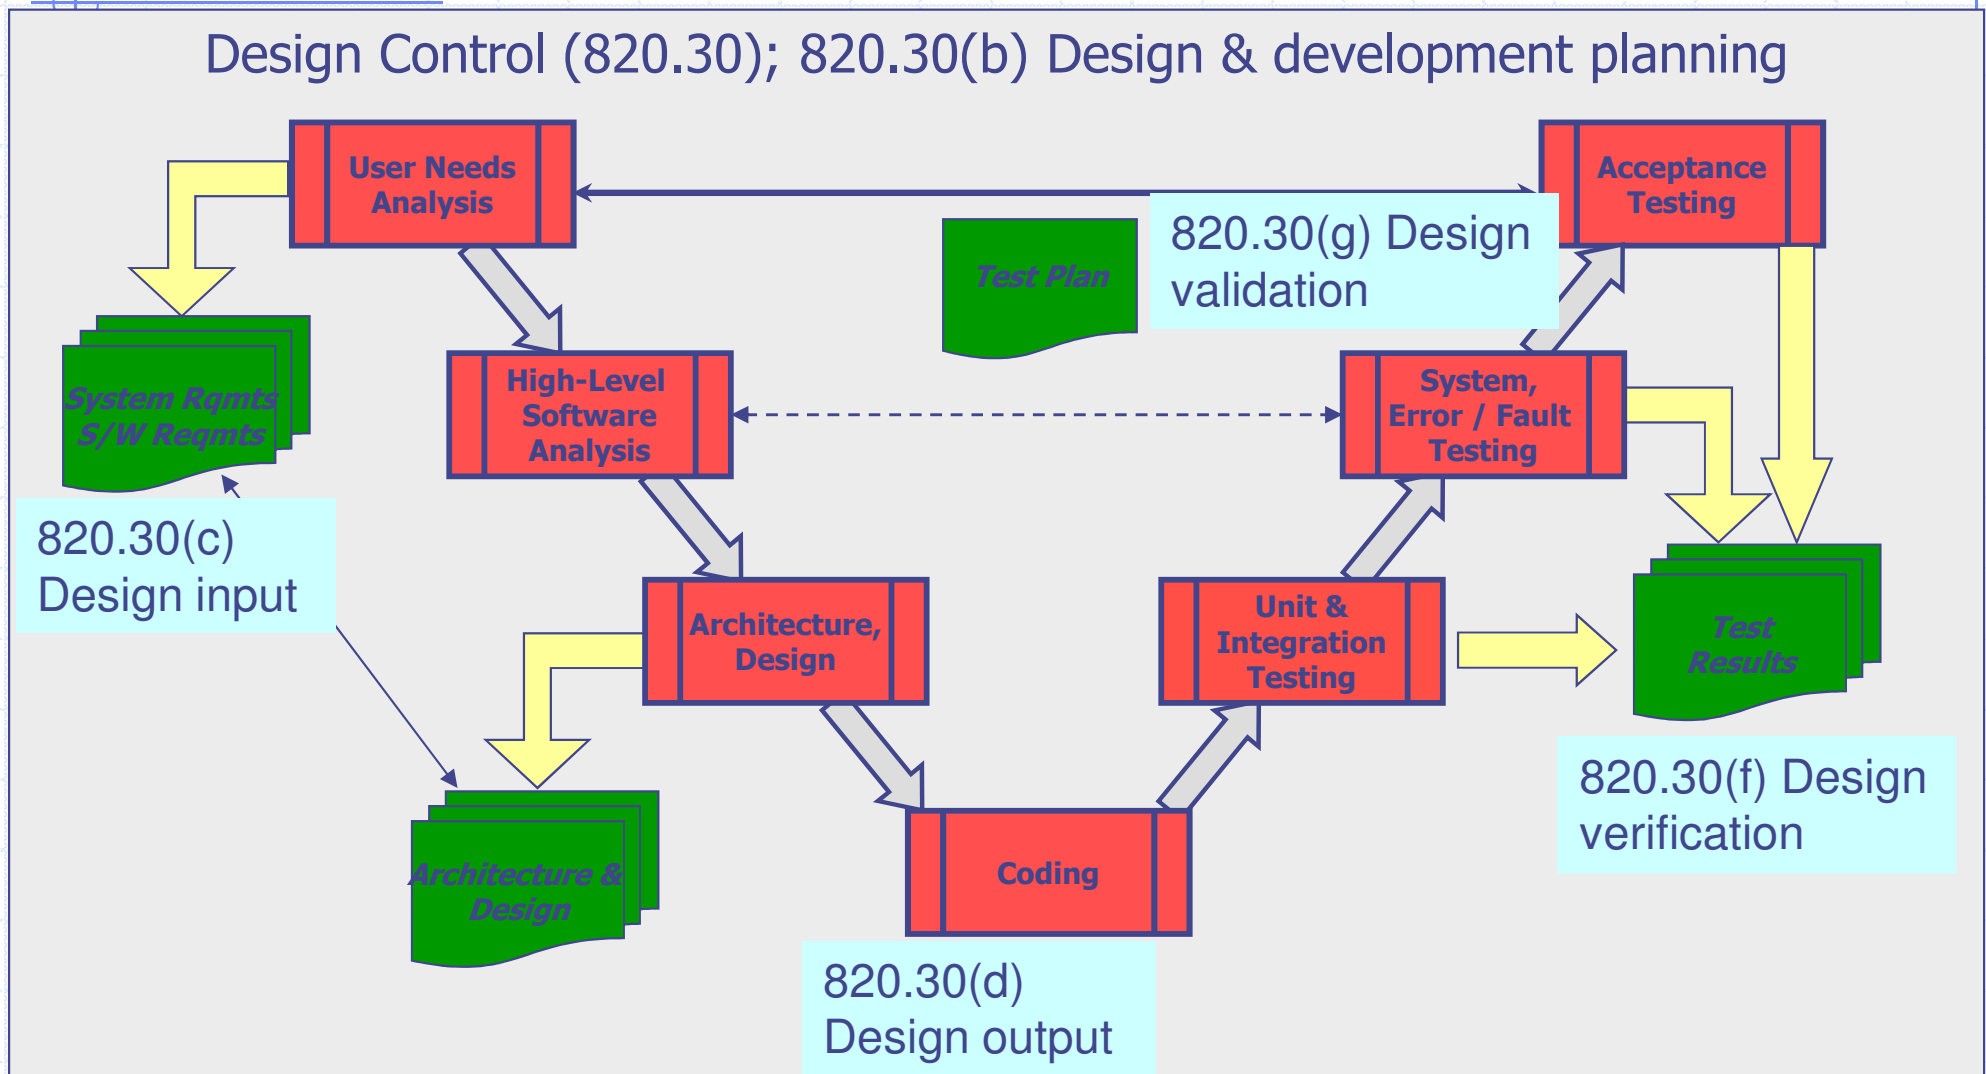 Design Control (820.30); 820.30(b) Design & development planning
User Needs
Analysis
Acceptance
Testing
820.30(g) Design
validation
Test Plan
System Rqmts
S/W Reqmts
High-Level
Software
Analysis
System,
Error / Fault
Testing
820.30(c)
Design input
Architecture,
Design
Unit &
Integration
Testing
Test
Results
820.30(f) Design
verification
Architecture &
Design
Coding
820.30(d)
Design output